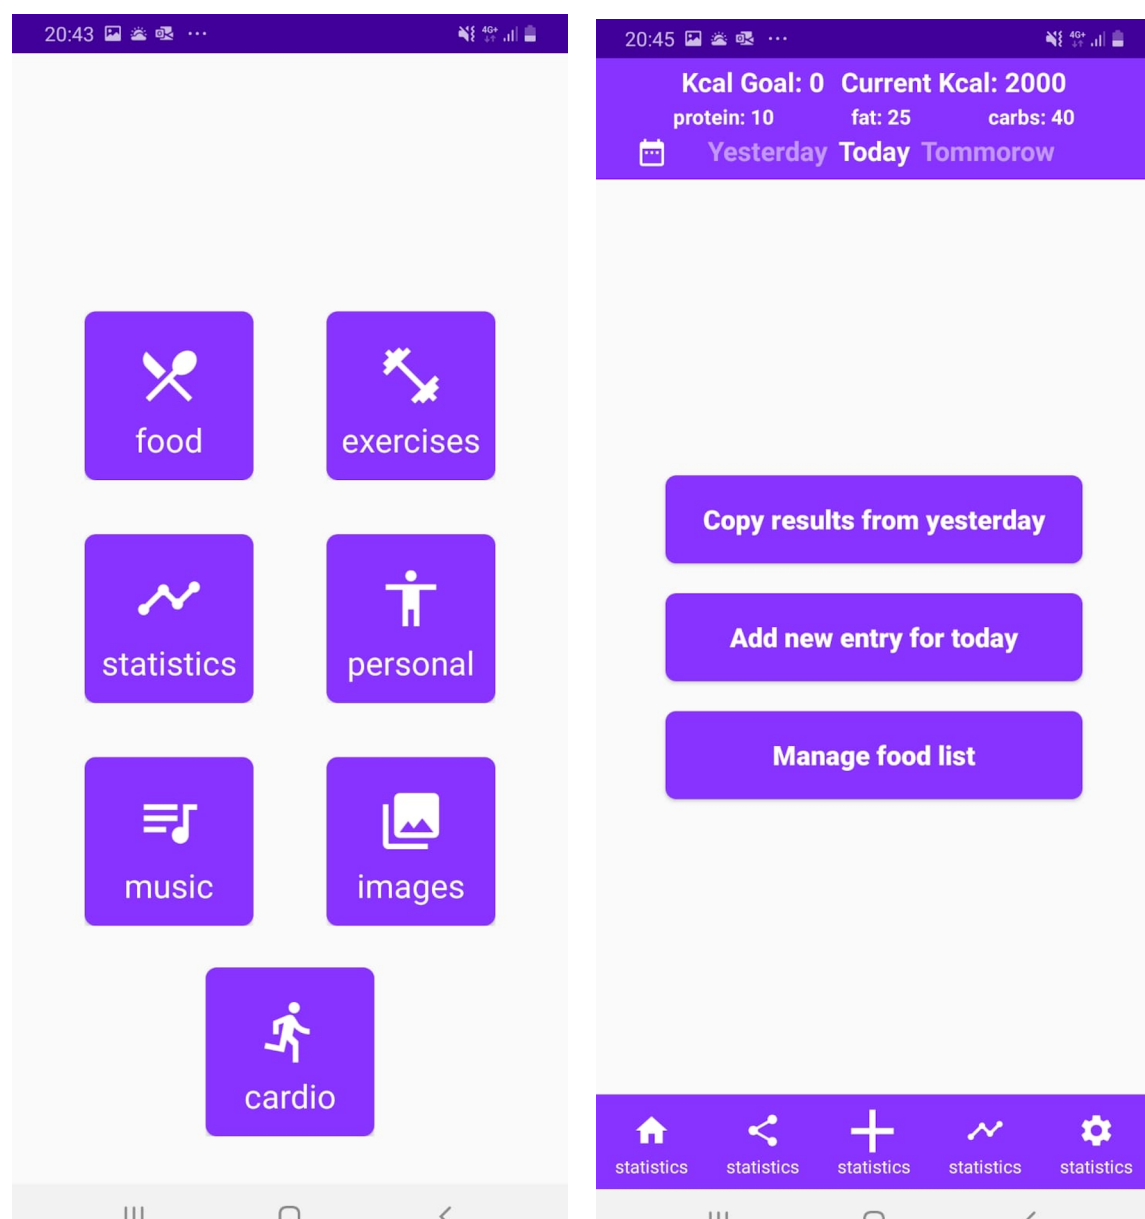 20:43
4G+
food
exercises
statistics
personal
music
images
cardio
20:45
4G+
Kcal Goal: 0 Current Kcal: 2000
protein: 10 fat: 25 carbs: 40
Yesterday Today Tommorow
Copy results from yesterday
Add new entry for today
Manage food list
statistics statistics statistics statistics statistics